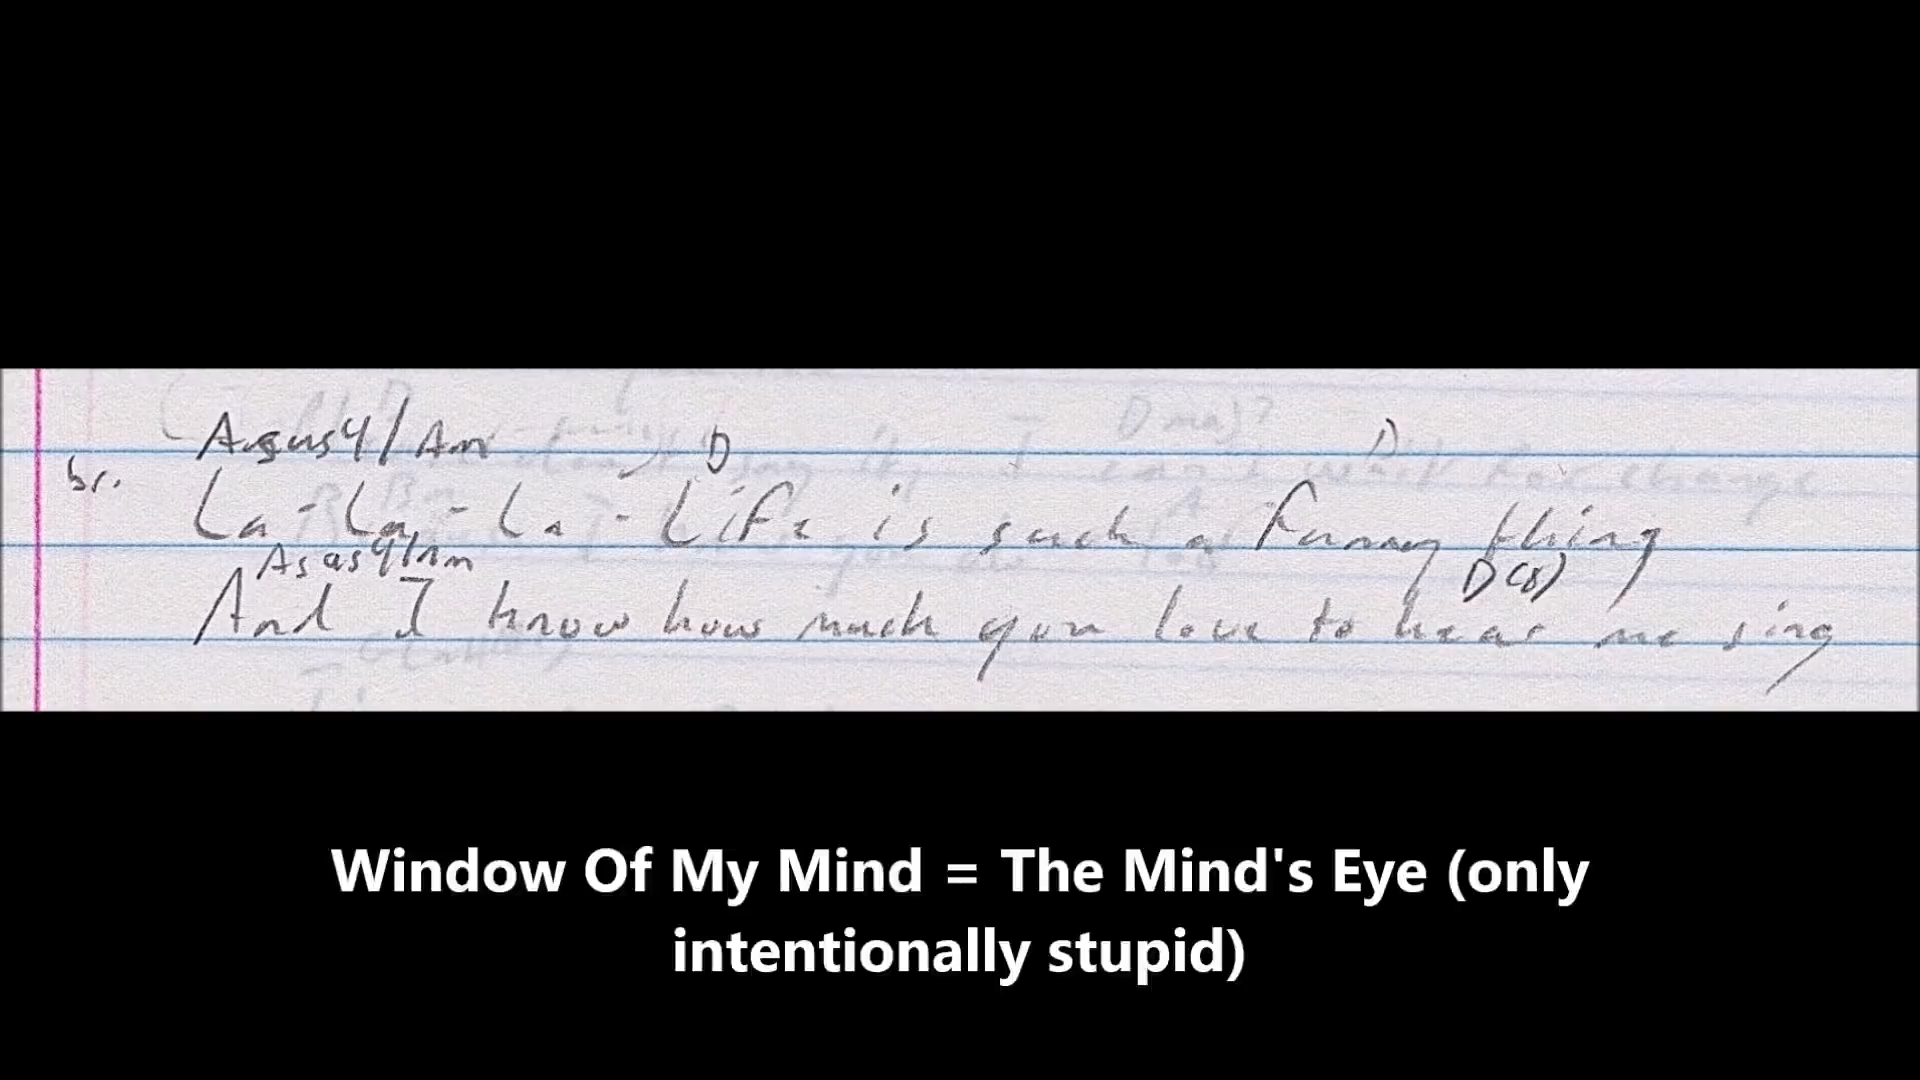 Asus4/Am D D
br. La-La-La-Life is such a funny thing
Asus4/Am D(8)
And I know how much you love to hear me sing
Window Of My Mind = The Mind's Eye (only
intentionally stupid)